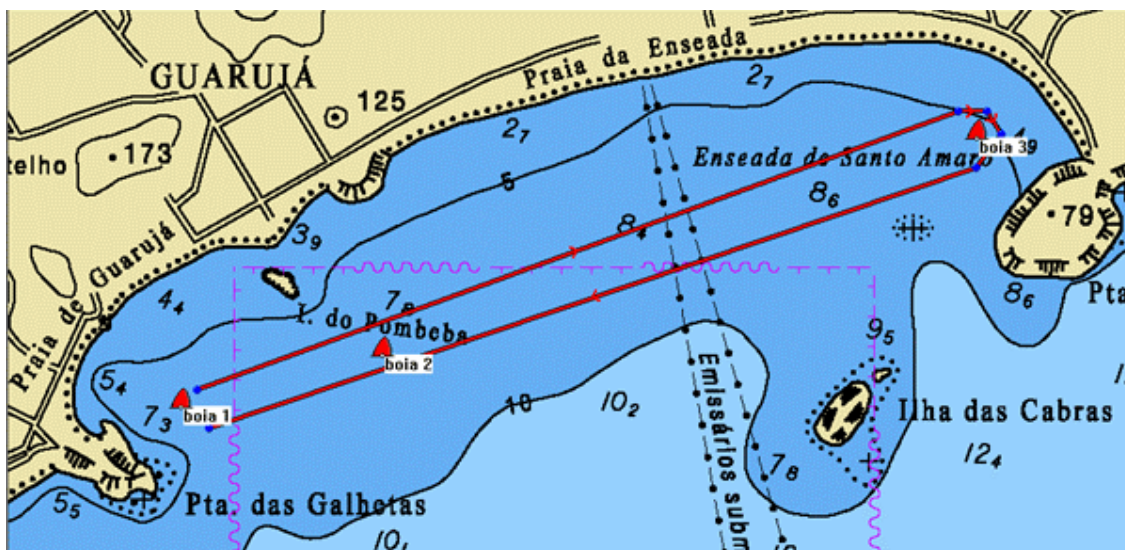 GUARUJÁ
Praia da Enseada
125
173
telho
2₇
2₇
5
Enseada de Santo Amaro
boia 39
8₆
8₄
79
3₉
Praia de Guarujá
4₄
7₈
I. do Pombeba
boia 2
8₆
Pta.
9₅
5₄
boia 1
7₃
10
10₂
Emissários subm
Ilha das Cabras
12₄
7₈
5₅
Pta. das Galhetas
10₁